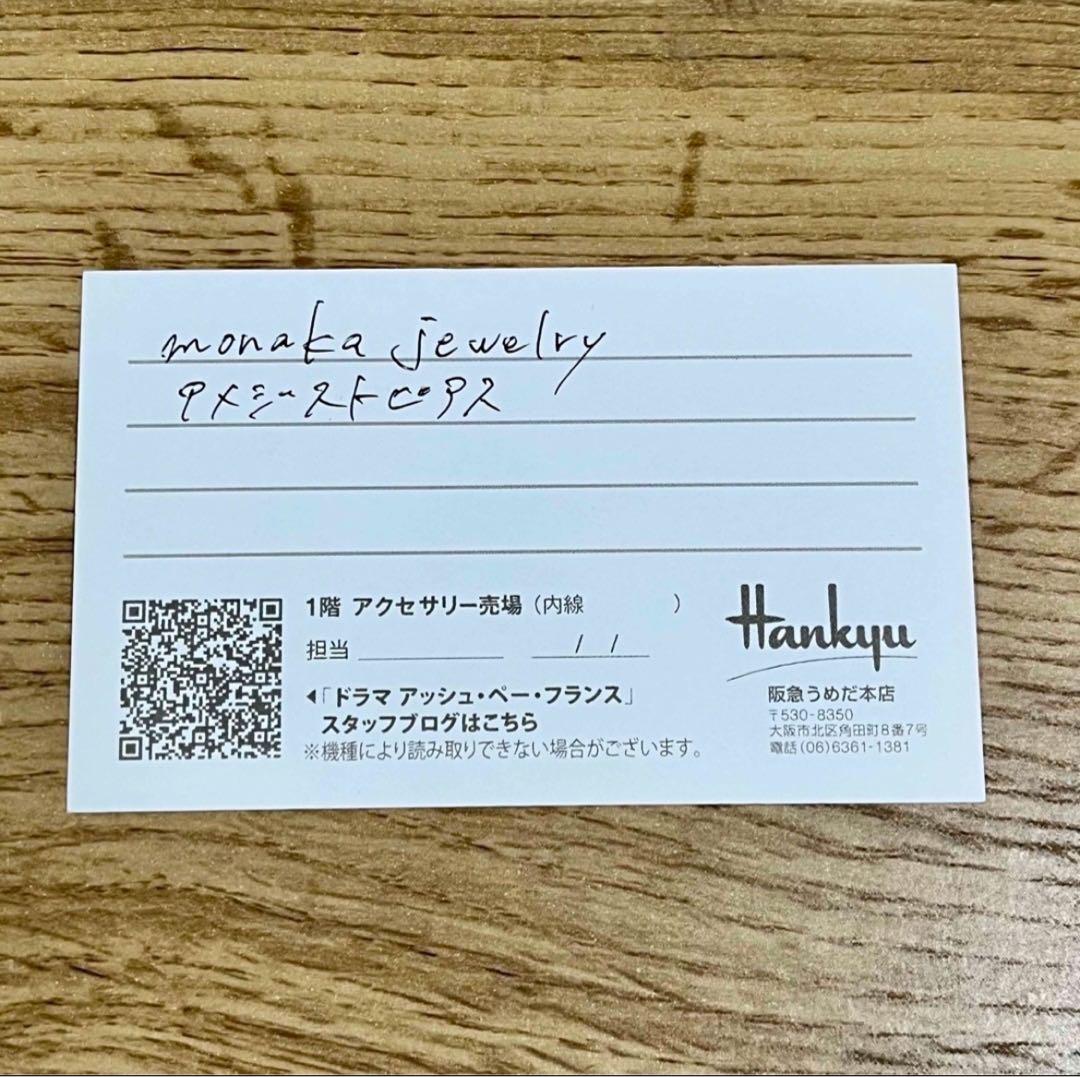 monaka jewelry
アメシーストピアス
1階 アクセサリー売場（内線　　　）
担当 / /
◀「ドラマ アッシュ・ペー・フランス」
スタッフブログはこちら
※機種により読み取りできない場合がございます。
Hankyu
阪急うめだ本店
〒530-8350
大阪市北区角田町8番7号
電話(06)6361-1381